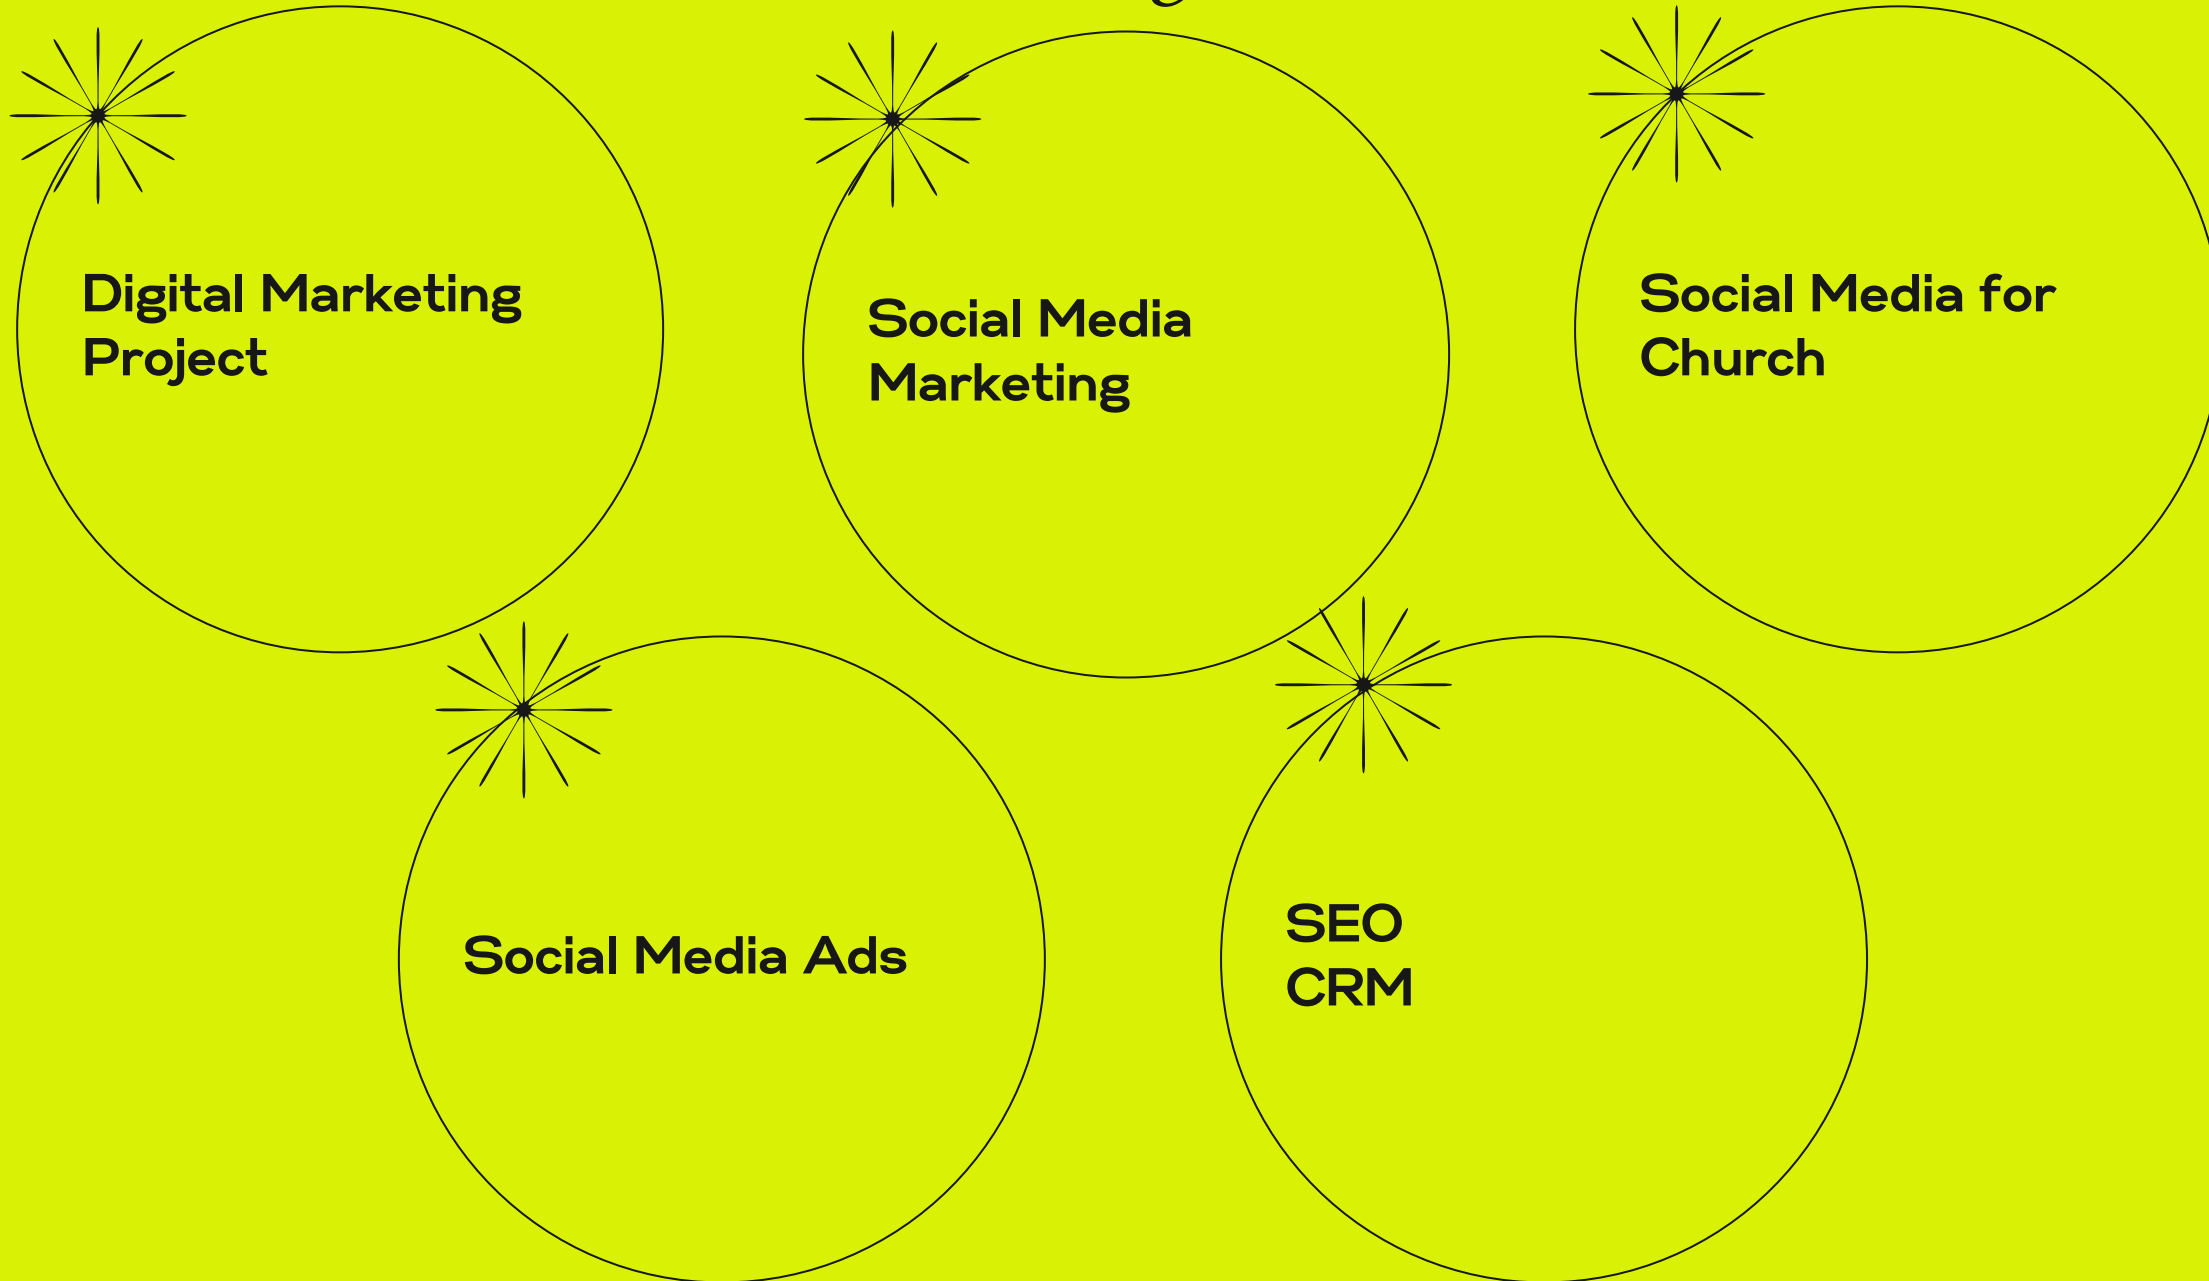 Digital Marketing
Project
Social Media
Marketing
Social Media for
Church
Social Media Ads
SEO
CRM